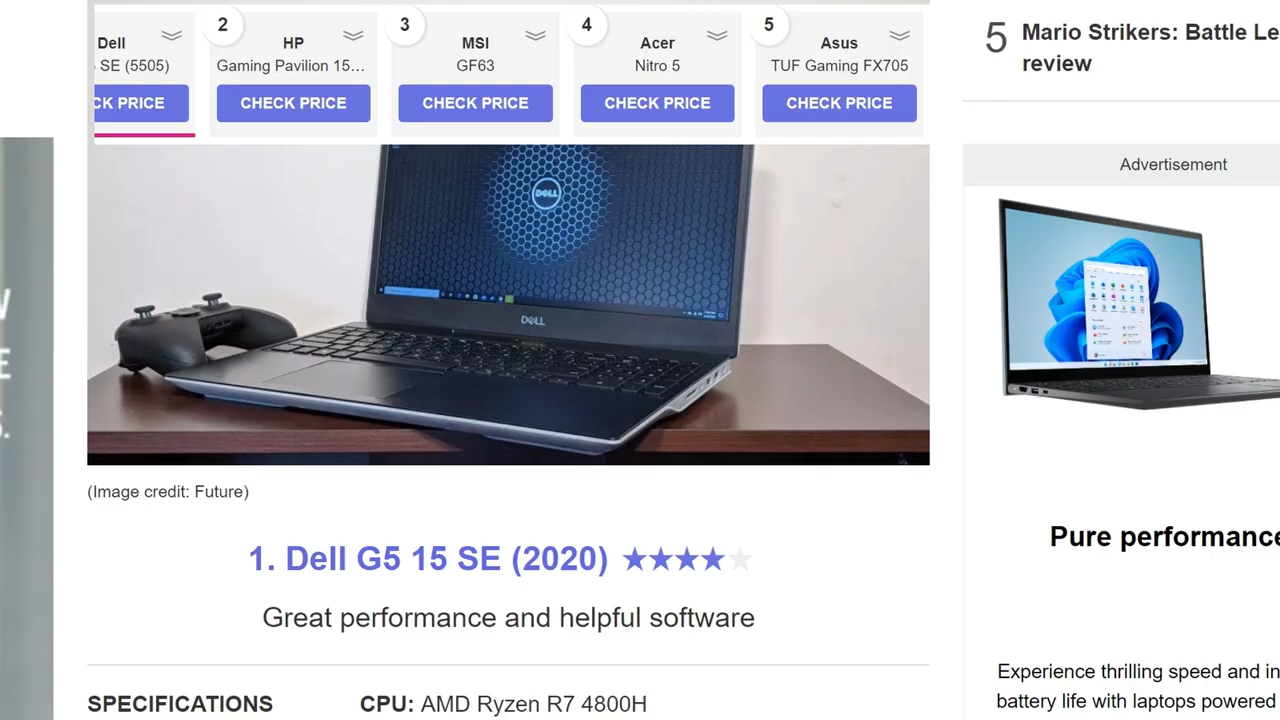 2
3
4
5
Dell
HP
MSI
Acer
Asus
SE (5505)
Gaming Pavilion 15…
GF63
Nitro 5
TUF Gaming FX705
CK PRICE
CHECK PRICE
CHECK PRICE
CHECK PRICE
CHECK PRICE
DELL
DELL
(Image credit: Future)
1. Dell G5 15 SE (2020)
Great performance and helpful software
SPECIFICATIONS
CPU: AMD Ryzen R7 4800H
5
Mario Strikers: Battle Le
review
Advertisement
Pure performance
Experience thrilling speed and in
battery life with laptops powered
W
E
S.